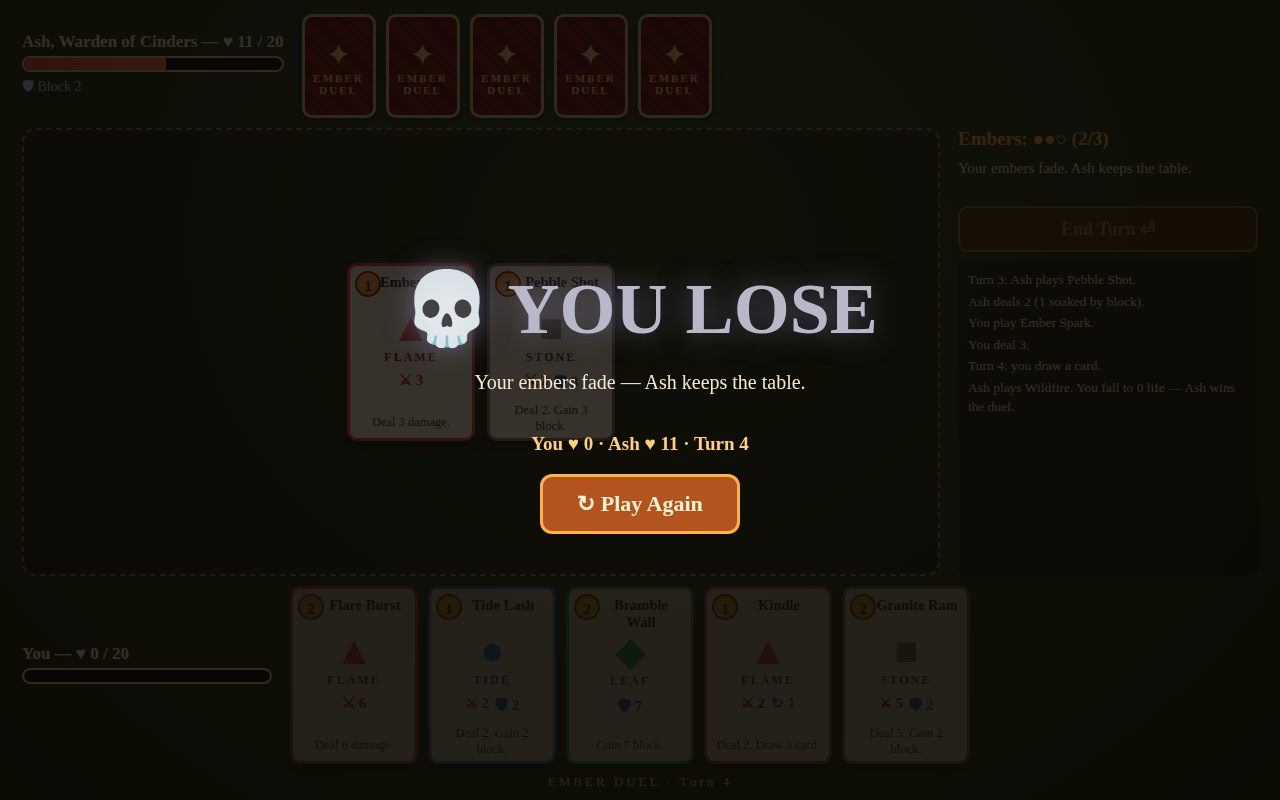 Ash, Warden of Cinders — ♥ 11 / 20
🛡 Block 2
✦ EMBER DUEL
✦ EMBER DUEL
✦ EMBER DUEL
✦ EMBER DUEL
✦ EMBER DUEL
Embers: ●●○ (2/3)
Your embers fade. Ash keeps the table.
End Turn ⏎
Turn 3: Ash plays Pebble Shot.
Ash deals 2 (1 soaked by block).
You play Ember Spark.
You deal 3.
Turn 4: you draw a card.
Ash plays Wildfire. You fall to 0 life — Ash wins
the duel.
1
FLAME
⚔ 3
Deal 3 damage.
Pebble Shot
STONE
Deal 2. Gain 3
block.
💀 YOU LOSE
Your embers fade — Ash keeps the table.
You ♥ 0 · Ash ♥ 11 · Turn 4
↻ Play Again
You — ♥ 0 / 20
2 Flare Burst
FLAME
⚔ 6
Deal 6 damage.
1 Tide Lash
TIDE
⚔ 2 🛡 2
Deal 2. Gain 2
block.
2 Bramble
Wall
LEAF
🛡 7
Gain 7 block.
1 Kindle
FLAME
⚔ 2 ↻ 1
Deal 2. Draw a card.
2 Granite Ram
STONE
⚔ 5 🛡 2
Deal 5. Gain 2
block.
EMBER DUEL · Turn 4